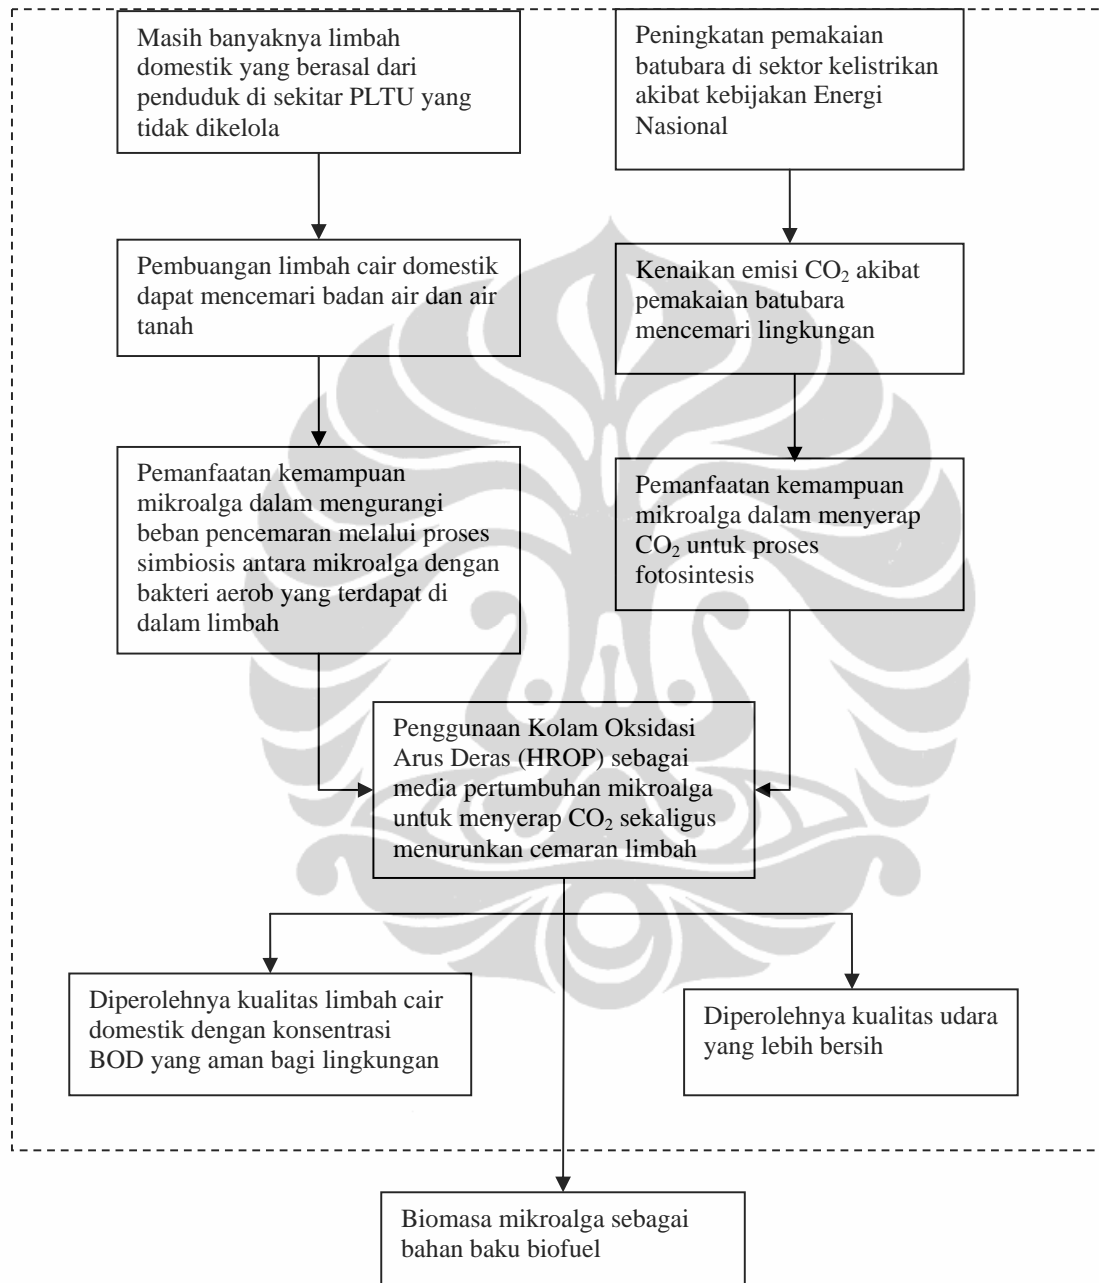 Masih banyaknya limbah
domestik yang berasal dari
penduduk di sekitar PLTU yang
tidak dikelola
Peningkatan pemakaian
batubara di sektor kelistrikan
akibat kebijakan Energi
Nasional
Pembuangan limbah cair domestik
dapat mencemari badan air dan air
tanah
Kenaikan emisi CO₂ akibat
pemakaian batubara
mencemari lingkungan
Pemanfaatan kemampuan
mikroalga dalam mengurangi
beban pencemaran melalui proses
simbiosis antara mikroalga dengan
bakteri aerob yang terdapat di
dalam limbah
Pemanfaatan kemampuan
mikroalga dalam menyerap
CO₂ untuk proses
fotosintesis
Penggunaan Kolam Oksidasi
Arus Deras (HROP) sebagai
media pertumbuhan mikroalga
untuk menyerap CO₂ sekaligus
menurunkan cemaran limbah
Diperolehnya kualitas limbah cair
domestik dengan konsentrasi
BOD yang aman bagi lingkungan
Diperolehnya kualitas udara
yang lebih bersih
Biomasa mikroalga sebagai
bahan baku biofuel